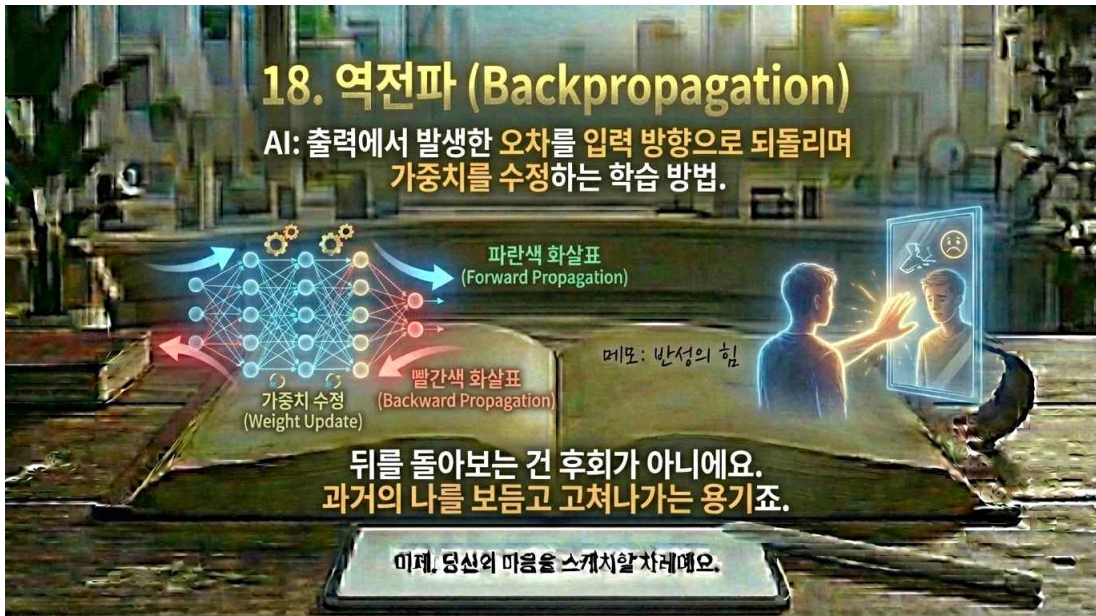 18. 역전파 (Backpropagation)
AI: 출력에서 발생한 오차를 입력 방향으로 되돌리며
가중치를 수정하는 학습 방법.
파란색 화살표
(Forward Propagation)
메모: 반성의 힘
빨간색 화살표
(Backward Propagation)
가중치 수정
(Weight Update)
뒤를 돌아보는 건 후회가 아니에요.
과거의 나를 보듬고 고쳐나가는 용기죠.
이제, 당신의 마음을 스케치할 차례예요.